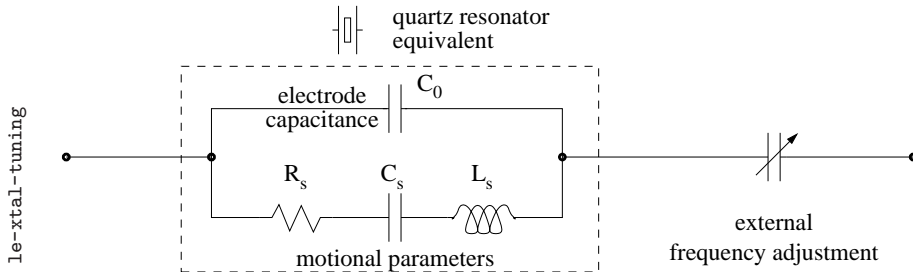 quartz resonator
equivalent
C0
electrode
capacitance
Rs
Cs
Ls
motional parameters
external
frequency adjustment
le-xtal-tuning